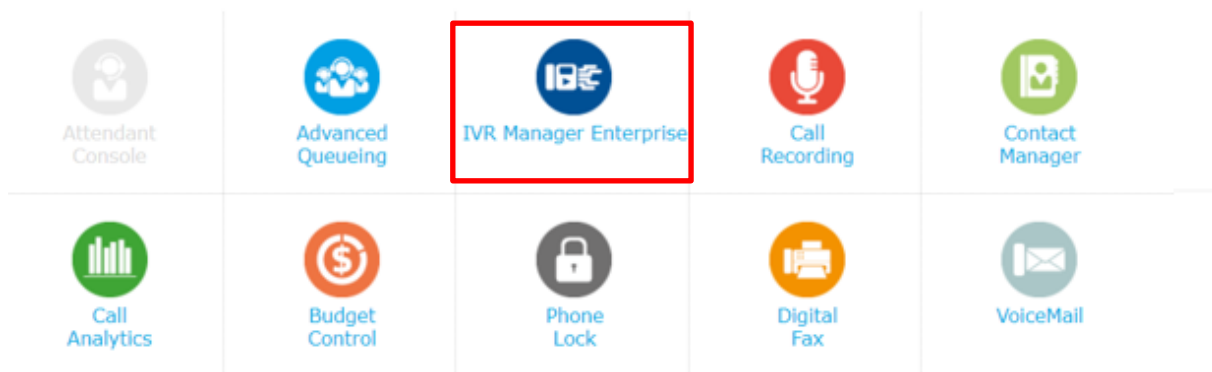 Attendant
Console
Advanced
Queueing
IVR Manager Enterprise
Call
Recording
Contact
Manager
Call
Analytics
Budget
Control
Phone
Lock
Digital
Fax
VoiceMail